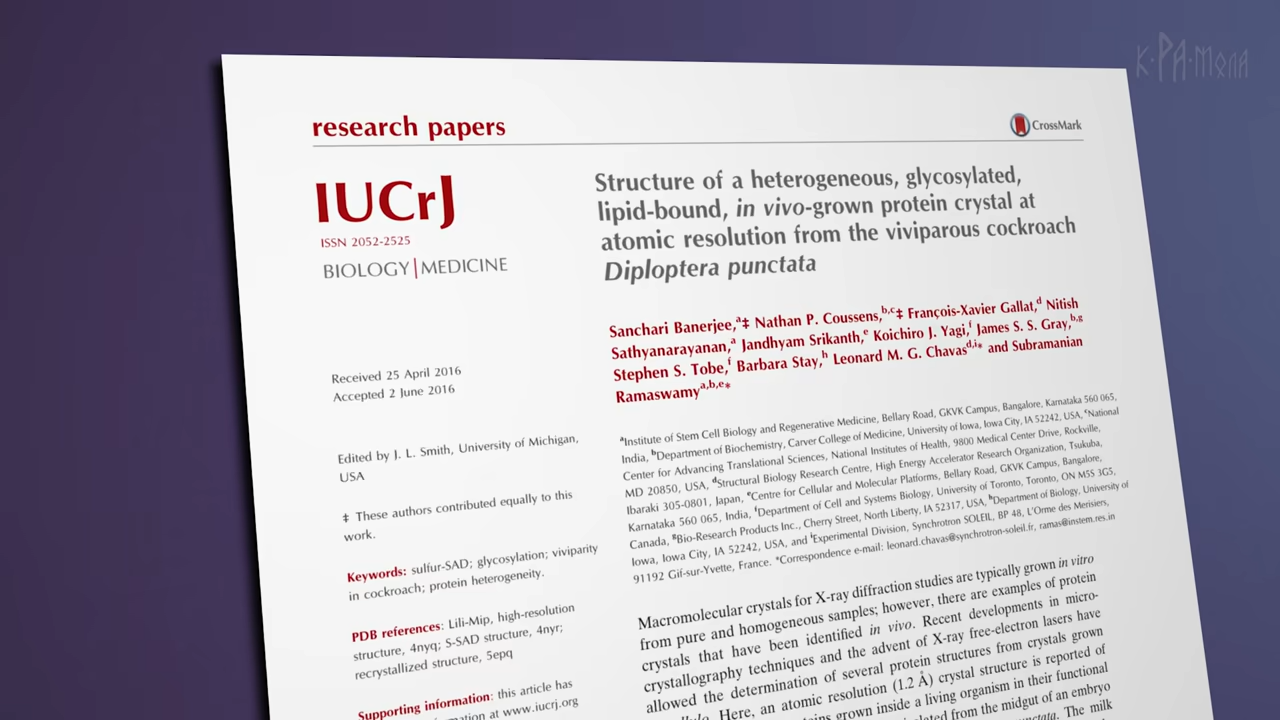 К·РА·МОЛА
research papers
CrossMark
IUCrJ
ISSN 2052-2525
BIOLOGY|MEDICINE
Structure of a heterogeneous, glycosylated,
lipid-bound, in vivo-grown protein crystal at
atomic resolution from the viviparous cockroach
Diploptera punctata
Sanchari Banerjee,a‡ Nathan P. Coussens,b,c‡ François-Xavier Gallat,d Nitish
Sathyanarayanan,a Jandhyam Srikanth,e Koichiro J. Yagi,f James S. S. Gray,b,g
Stephen S. Tobe,f Barbara Stay,h Leonard M. G. Chavasd,i* and Subramanian
Ramaswamya,b,e*
Received 25 April 2016
Accepted 2 June 2016
Edited by J. L. Smith, University of Michigan,
USA
‡ These authors contributed equally to this
work.
Keywords: sulfur-SAD; glycosylation; viviparity
in cockroach; protein heterogeneity.
PDB references: Lili-Mip, high-resolution
structure, 4nyq; S-SAD structure, 4nyr;
recrystallized structure, 5epq
Supporting information: this article has
information at www.iucrj.org
aInstitute of Stem Cell Biology and Regenerative Medicine, Bellary Road, GKVK Campus, Bangalore, Karnataka 560 065,
India, bDepartment of Biochemistry, Carver College of Medicine, University of Iowa, Iowa City, IA 52242, USA, cNational
Center for Advancing Translational Sciences, National Institutes of Health, 9800 Medical Center Drive, Rockville,
MD 20850, USA, dStructural Biology Research Centre, High Energy Accelerator Research Organization, Tsukuba,
Ibaraki 305-0801, Japan, eCentre for Cellular and Molecular Platforms, Bellary Road, GKVK Campus, Bangalore,
Karnataka 560 065, India, fDepartment of Cell and Systems Biology, University of Toronto, Toronto, ON M5S 3G5,
Canada, gBio-Research Products Inc., Cherry Street, North Liberty, IA 52317, USA, hDepartment of Biology, University of
Iowa, Iowa City, IA 52242, USA, and iExperimental Division, Synchrotron SOLEIL, BP 48, L'Orme des Merisiers,
91192 Gif-sur-Yvette, France. *Correspondence e-mail: leonard.chavas@synchrotron-soleil.fr, ramas@instem.res.in
Macromolecular crystals for X-ray diffraction studies are typically grown in vitro
from pure and homogeneous samples; however, there are examples of protein
crystals that have been identified in vivo. Recent developments in micro-
crystallography techniques and the advent of X-ray free-electron lasers have
allowed the determination of several protein structures from crystals grown
Here, an atomic resolution (1.2 Å) crystal structure is reported of
grown inside a living organism in their functional
from the midgut of an embryo
The milk